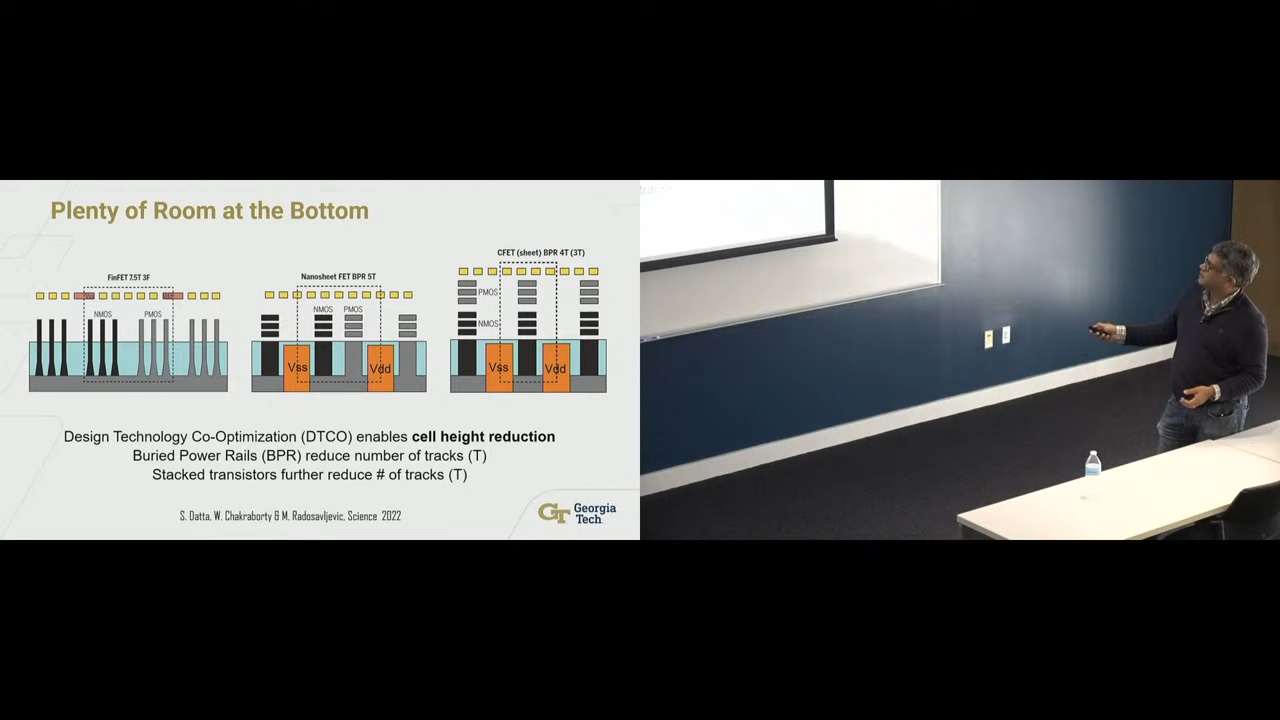 Plenty of Room at the Bottom
FinFET 7.5T 3F
NMOS
PMOS
Nanosheet FET BPR 5T
NMOS
PMOS
Vss
Vdd
CFET (sheet) BPR 4T (3T)
PMOS
NMOS
Vss
Vdd
Design Technology Co-Optimization (DTCO) enables cell height reduction
Buried Power Rails (BPR) reduce number of tracks (T)
Stacked transistors further reduce # of tracks (T)
S. Datta, W. Chakraborty & M. Radosavljevic, Science 2022
GT Georgia
Tech